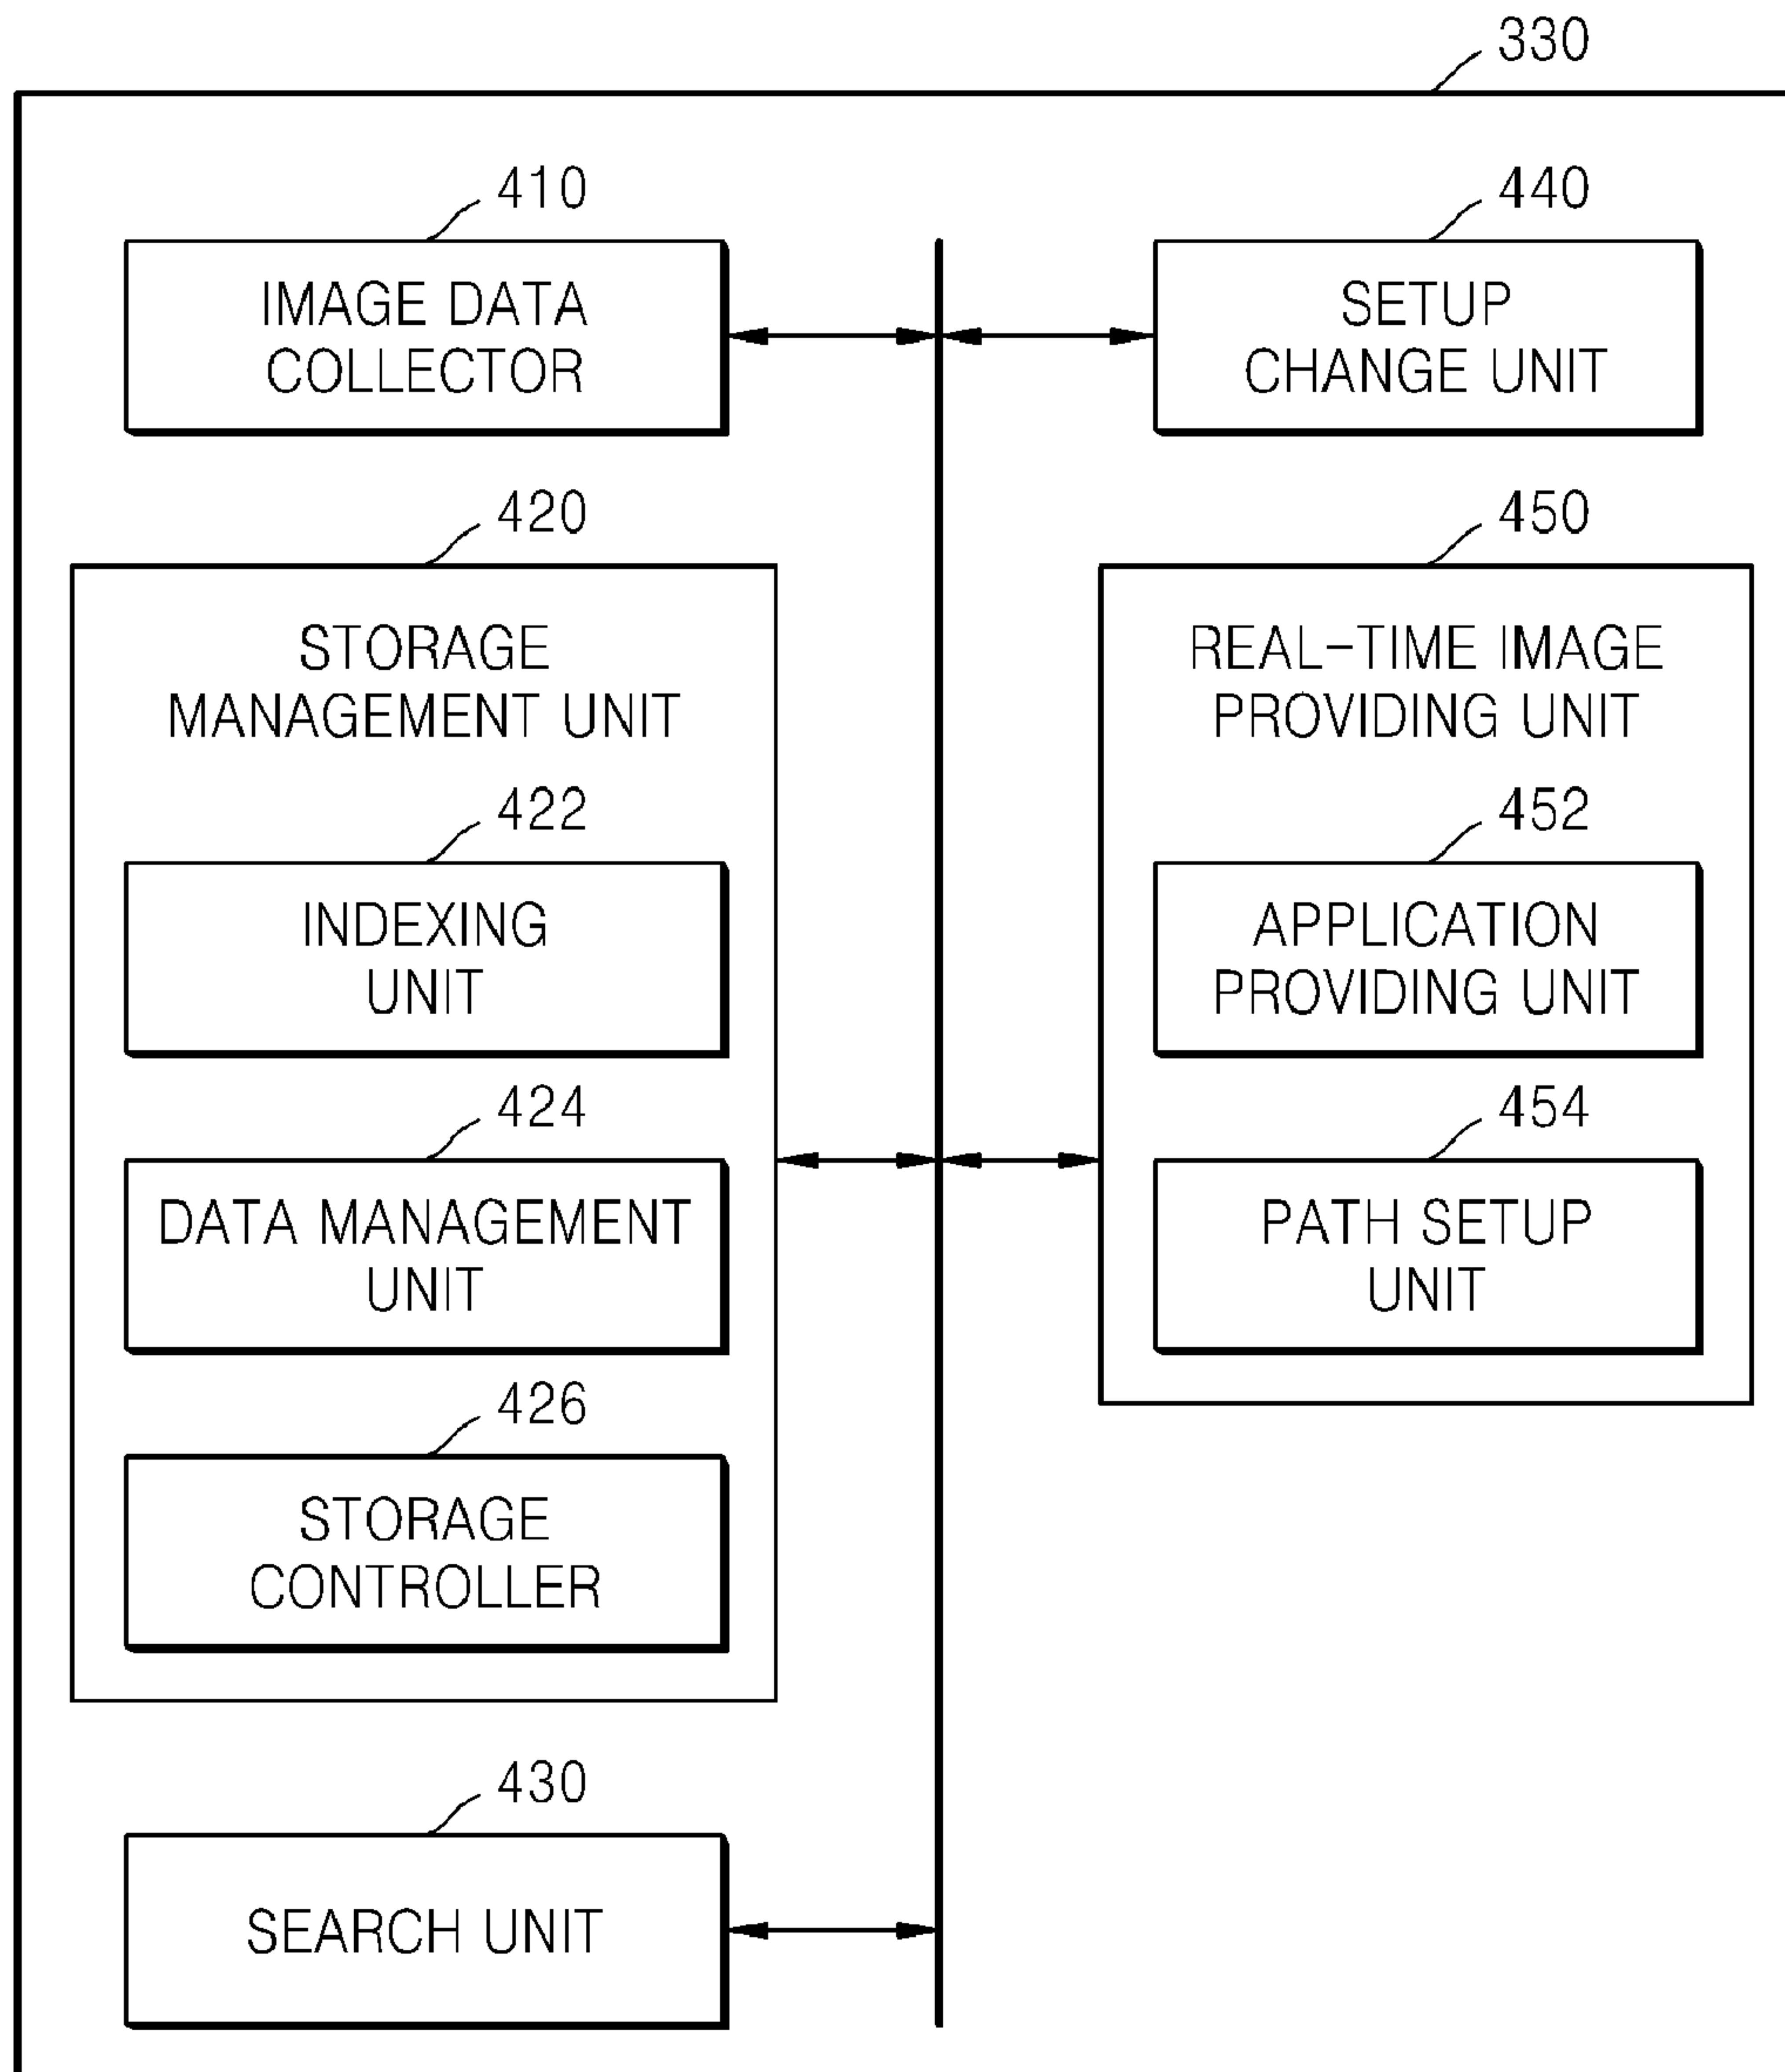 330
410
IMAGE DATA
COLLECTOR
440
SETUP
CHANGE UNIT
420
STORAGE
MANAGEMENT UNIT
422
INDEXING
UNIT
424
DATA MANAGEMENT
UNIT
426
STORAGE
CONTROLLER
450
REAL-TIME IMAGE
PROVIDING UNIT
452
APPLICATION
PROVIDING UNIT
454
PATH SETUP
UNIT
430
SEARCH UNIT